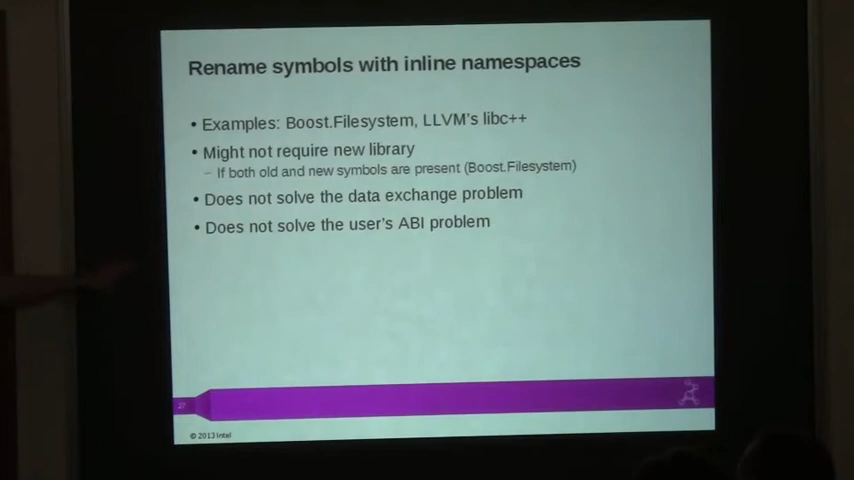 Rename symbols with inline namespaces
• Examples: Boost.Filesystem, LLVM's libc++
• Might not require new library
– If both old and new symbols are present (Boost.Filesystem)
• Does not solve the data exchange problem
• Does not solve the user's ABI problem
27
© 2013 Intel